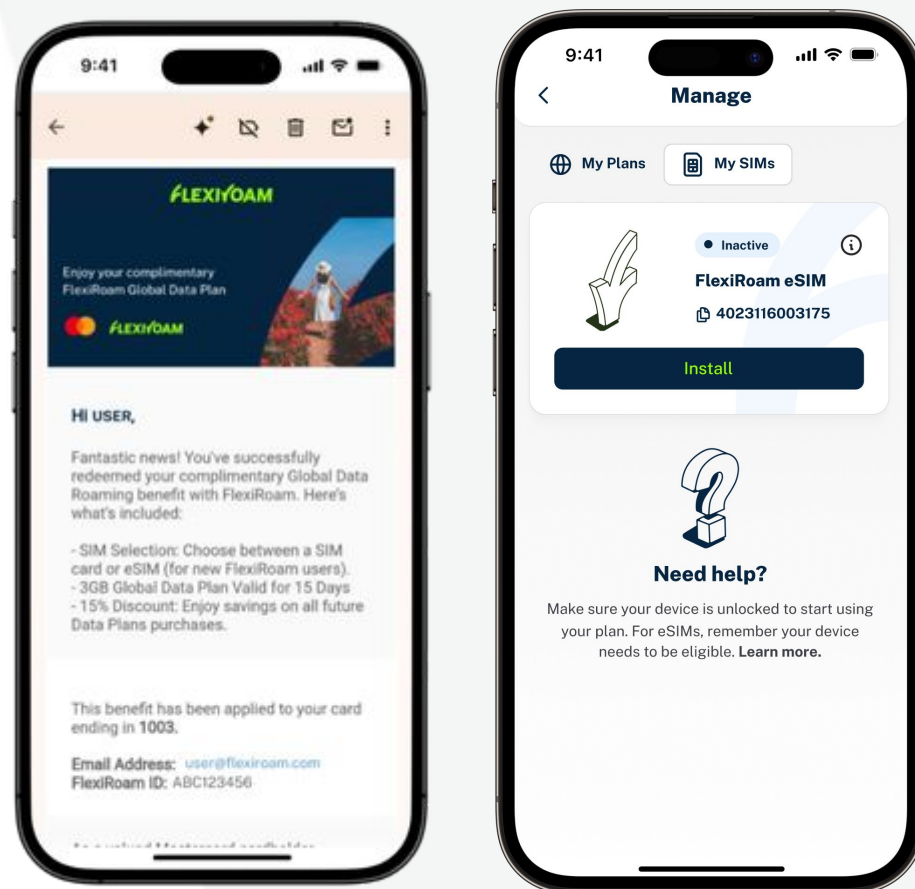 9:41
FLEXIROAM
Enjoy your complimentary
FlexiRoam Global Data Plan
FLEXIROAM
HI USER,
Fantastic news! You've successfully
redeemed your complimentary Global Data
Roaming benefit with FlexiRoam. Here's
what's included:
- SIM Selection: Choose between a SIM
card or eSIM (for new FlexiRoam users).
- 3GB Global Data Plan Valid for 15 Days
- 15% Discount: Enjoy savings on all future
Data Plans purchases.
This benefit has been applied to your card
ending in 1003.
Email Address: user@flexiroam.com
FlexiRoam ID: ABC123456
As a valued Mastercard cardholder
9:41
Manage
My Plans
My SIMs
Inactive
FlexiRoam eSIM
4023116003175
Install
Need help?
Make sure your device is unlocked to start using
your plan. For eSIMs, remember your device
needs to be eligible. Learn more.